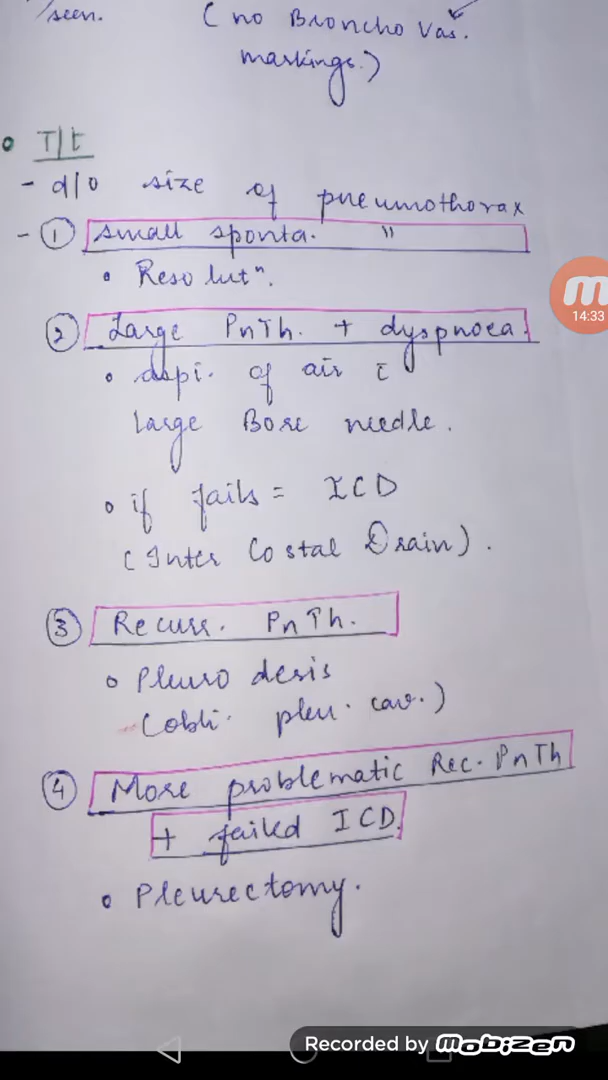 seen. (no Broncho Vas.
markings.)
T/t
- d/o size of pneumothorax
- ① small sponta. "
• Resolutⁿ.
② Large PnTh. + dyspnoea.
• Aspi. of air c̄
Large Bore needle.
• if fails = ICD
(Inter Costal Drain).
③ Recurr. PnTh.
• Pleuro desis
(obli. pleu. cav.)
④ More problematic Rec. PnTh
+ failed ICD.
• Pleurectomy.
14:33
Recorded by mobizen